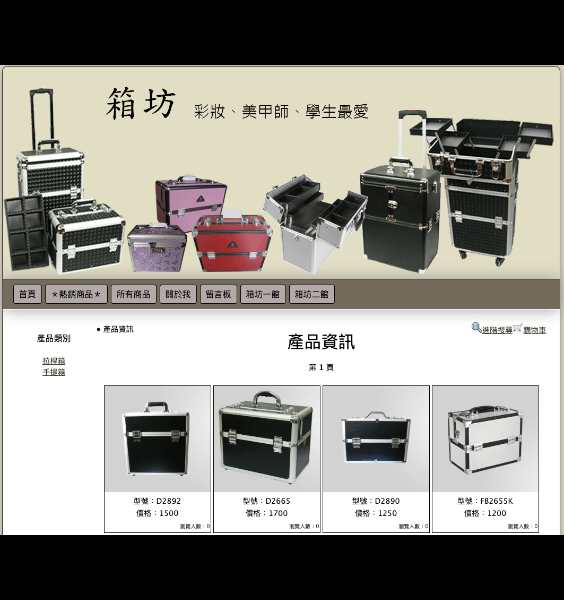 箱坊 彩妝、美甲師、學生最愛
首頁 ＊熱銷商品＊ 所有商品 關於我 留言板 箱坊一館 箱坊二館
產品類別
拉桿箱
手提箱
● 產品資訊
進階搜尋 購物車
產品資訊
第 1 頁
型號：D2892
價格：1500
瀏覽人數：0
型號：D2665
價格：1700
瀏覽人數：0
型號：D2890
價格：1250
瀏覽人數：0
型號：FB2655K
價格：1200
瀏覽人數：0